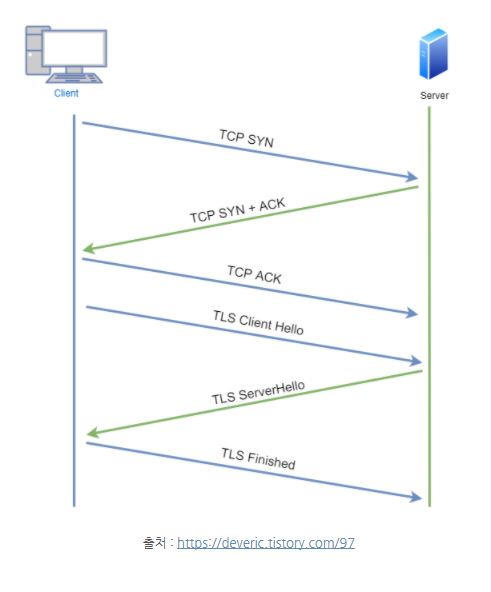 Client
Server
TCP SYN
TCP SYN + ACK
TCP ACK
TLS Client Hello
TLS ServerHello
TLS Finished
출처 : https://deveric.tistory.com/97